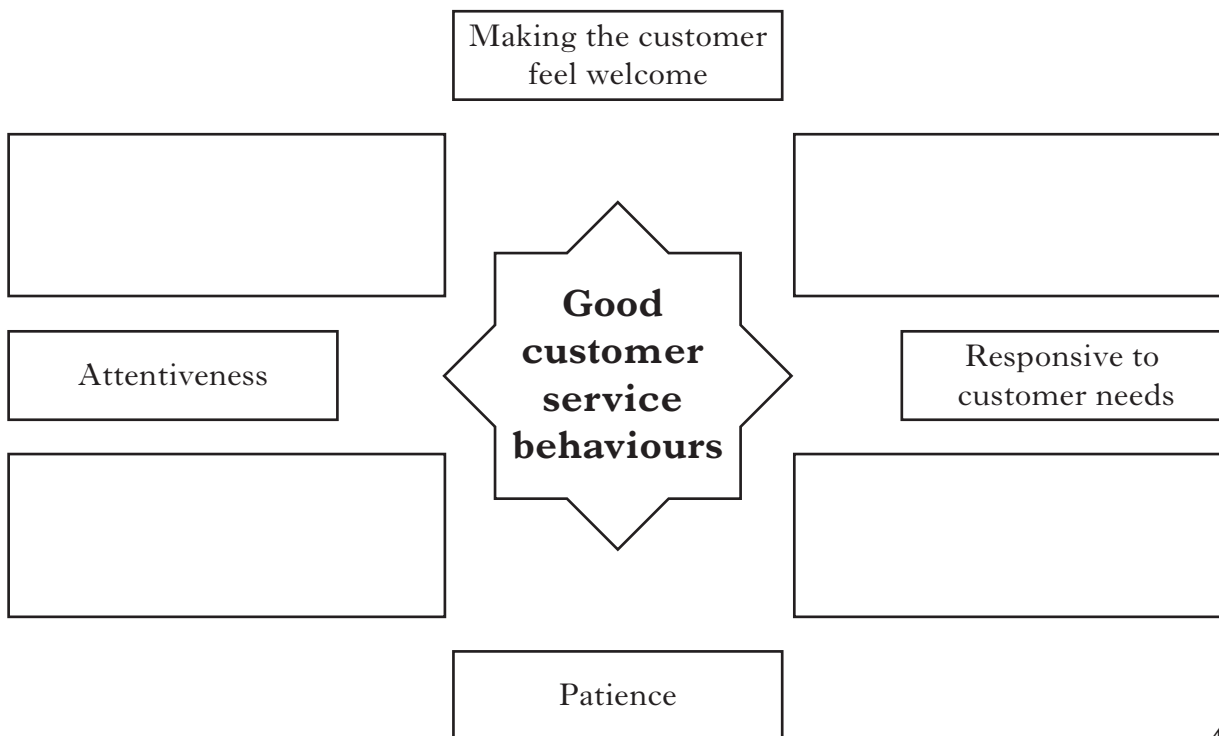 Making the customer
feel welcome
Good
customer
service
behaviours
Attentiveness
Responsive to
customer needs
Patience